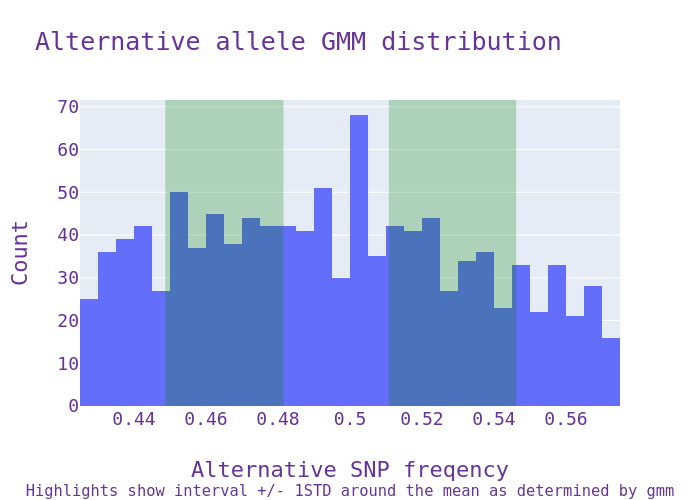 Alternative allele GMM distribution
70
60
50
40
30
20
10
0
Count
0.44 0.46 0.48 0.5 0.52 0.54 0.56
Alternative SNP freqency
Highlights show interval +/- 1STD around the mean as determined by gmm